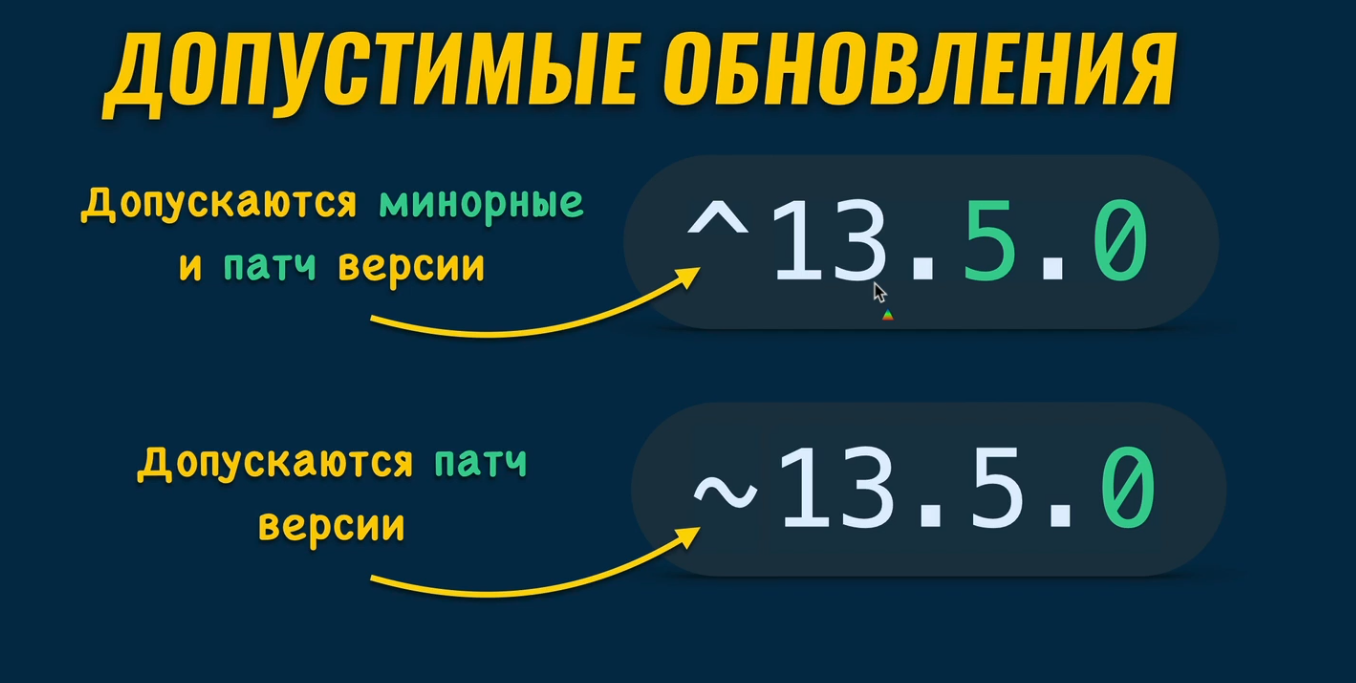 ДОПУСТИМЫЕ ОБНОВЛЕНИЯ
Допускаются минорные
и патч версии
^13.5.0
Допускаются патч
версии
~13.5.0